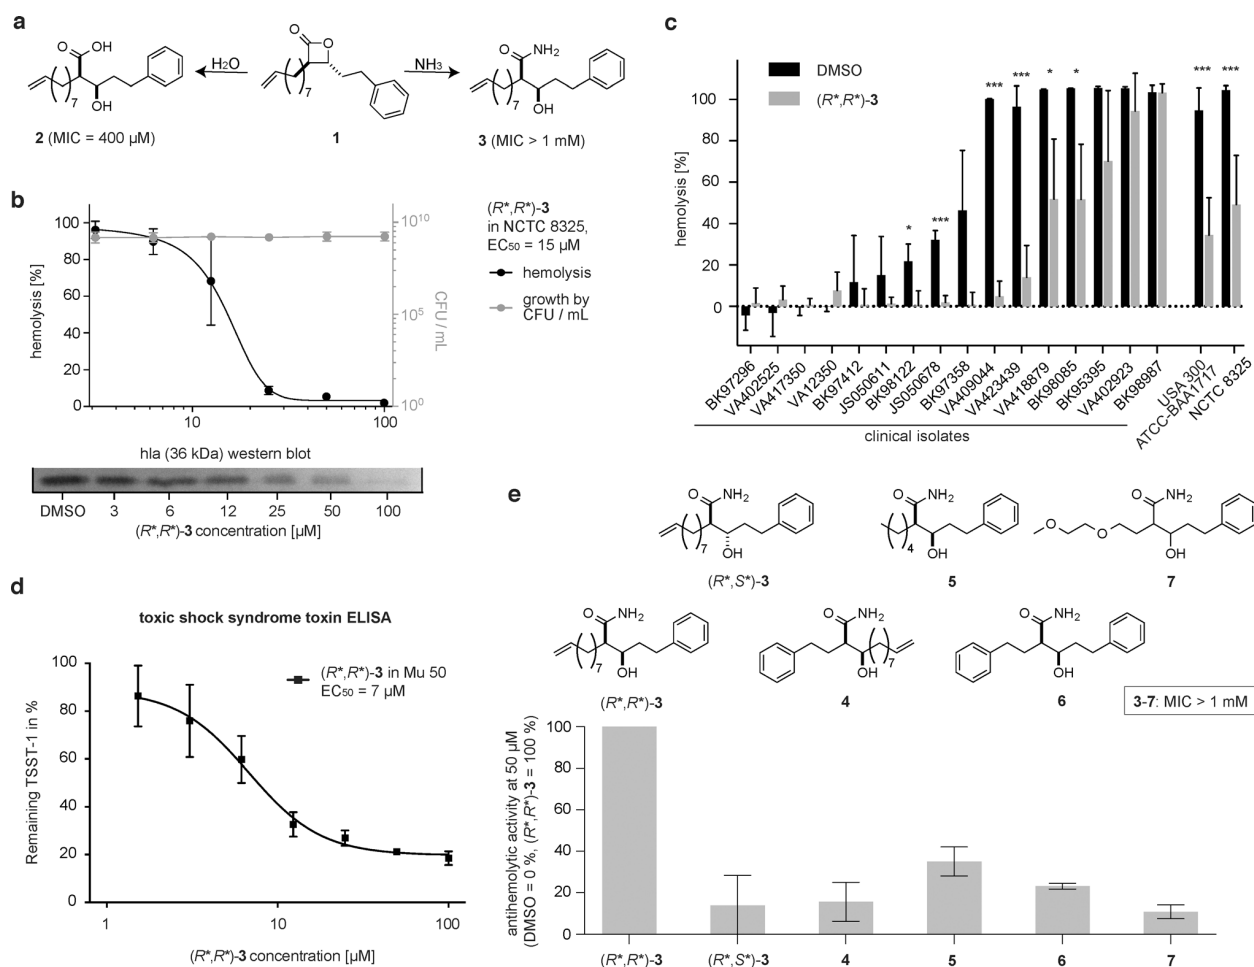 a
O
OH
7
OH
2 (MIC = 400 µM)
H2O
O
O
7
1
NH3
O
NH2
7
OH
3 (MIC > 1 mM)
b
100
80
60
40
20
0
hemolysis [%]
10
100
10^10
10^5
10^0
CFU / mL
(R*,R*)-3
in NCTC 8325,
EC50 = 15 µM
hemolysis
growth by
CFU / mL
hla (36 kDa) western blot
DMSO 3 6 12 25 50 100
(R*,R*)-3 concentration [µM]
c
DMSO
(R*,R*)-3
100
80
60
40
20
0
hemolysis [%]
* *** *** *** * * *** ***
BK97296
VA402525
VA417350
VA12350
BK97412
JS050611
BK98122
JS050678
BK97358
VA409044
VA423439
VA418879
BK98085
BK95395
VA402923
BK98987
USA 300
ATCC-BAA1717
NCTC 8325
clinical isolates
d
toxic shock syndrome toxin ELISA
(R*,R*)-3 in Mu 50
EC50 = 7 µM
100
80
60
40
20
0
Remaining TSST-1 in %
1
10
100
(R*,R*)-3 concentration [µM]
e
O
NH2
7
OH
(R*,S*)-3
O
NH2
4
OH
5
O
NH2
O
O
OH
7
O
NH2
7
OH
(R*,R*)-3
O
NH2
OH
7
4
O
NH2
OH
6
3-7: MIC > 1 mM
antihemolytic activity at 50 µM
(DMSO = 0 %, (R*,R*)-3 = 100 %)
100
80
60
40
20
0
(R*,R*)-3
(R*,S*)-3
4
5
6
7